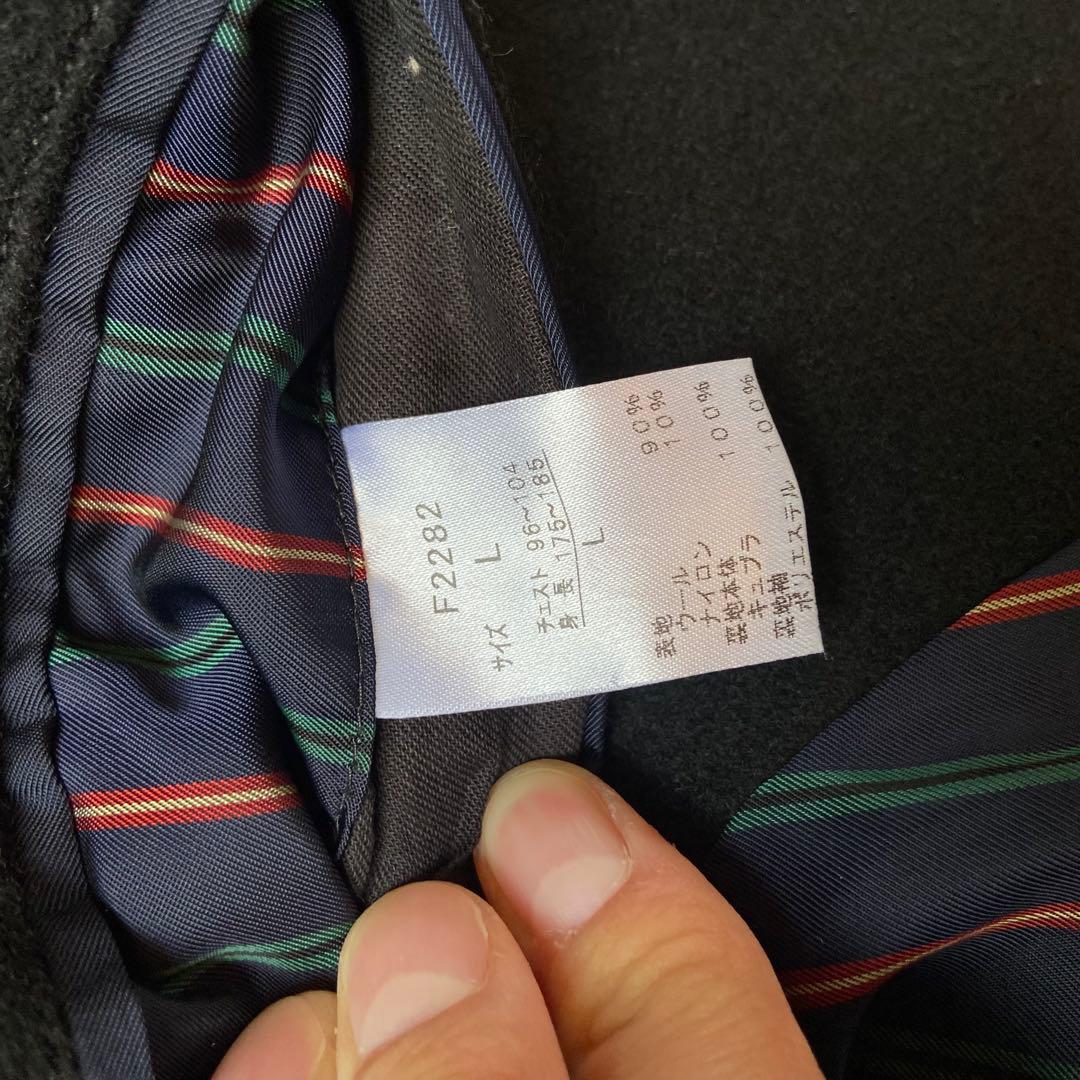 F2282
サイズ L
チェスト 96~104
身長 175~185
L
表地
ウール 90%
ナイロン 10%
裏地本体
キュプラ 100%
裏地袖
ポリエステル 100%